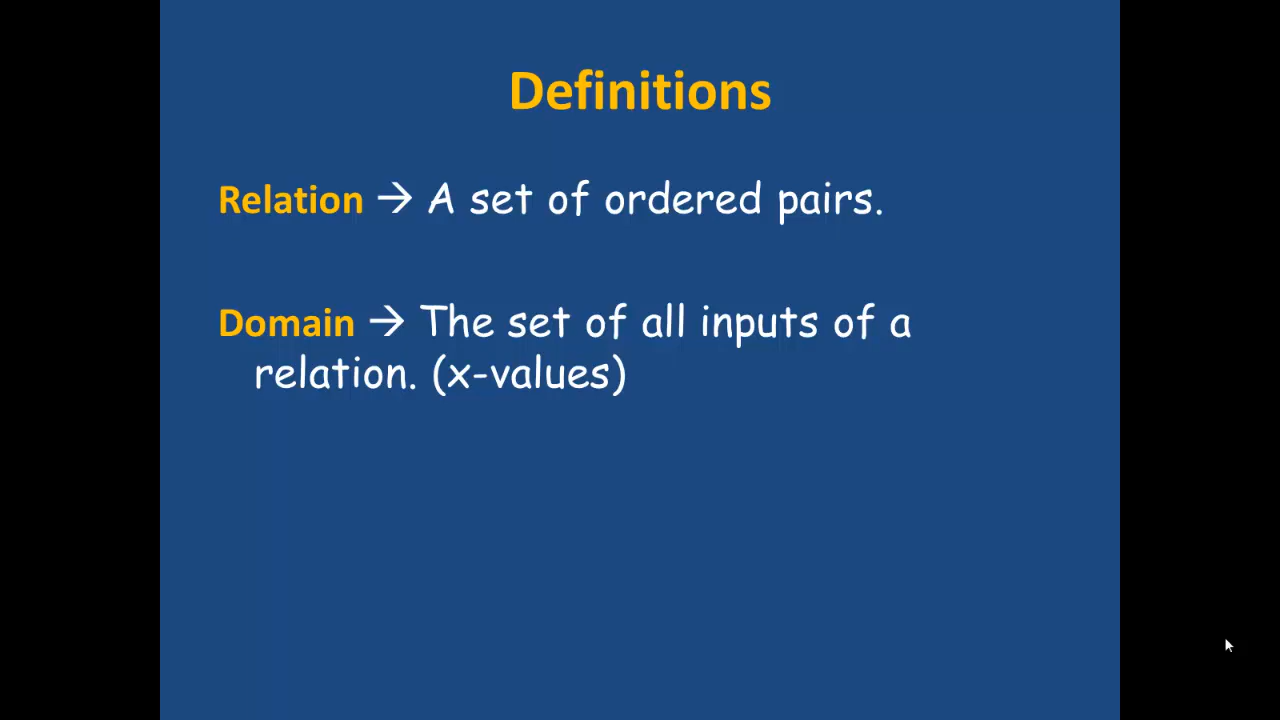 Definitions
Relation → A set of ordered pairs.
Domain → The set of all inputs of a
relation. (x-values)